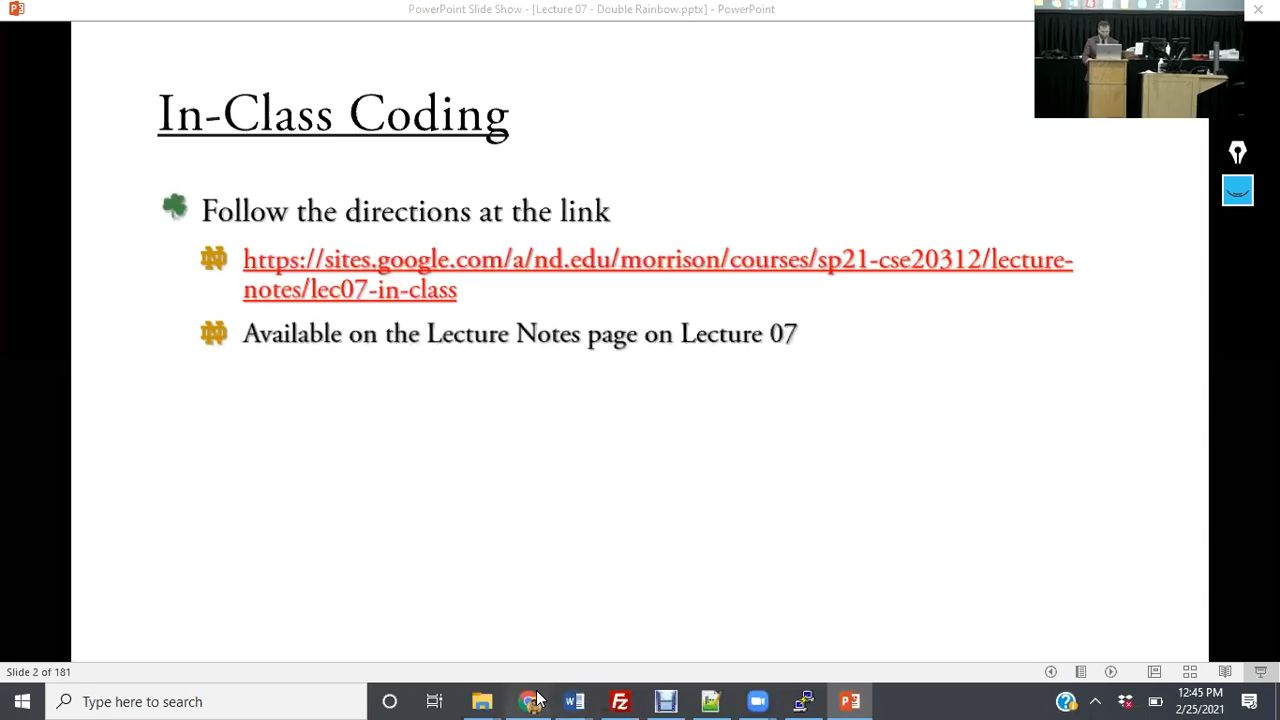 PowerPoint Slide Show - [Lecture 07 - Double Rainbow.pptx] - PowerPoint
In-Class Coding
Follow the directions at the link
https://sites.google.com/a/nd.edu/morrison/courses/sp21-cse20312/lecture-
notes/lec07-in-class
Available on the Lecture Notes page on Lecture 07
Slide 2 of 181
Type here to search
12:45 PM
2/25/2021